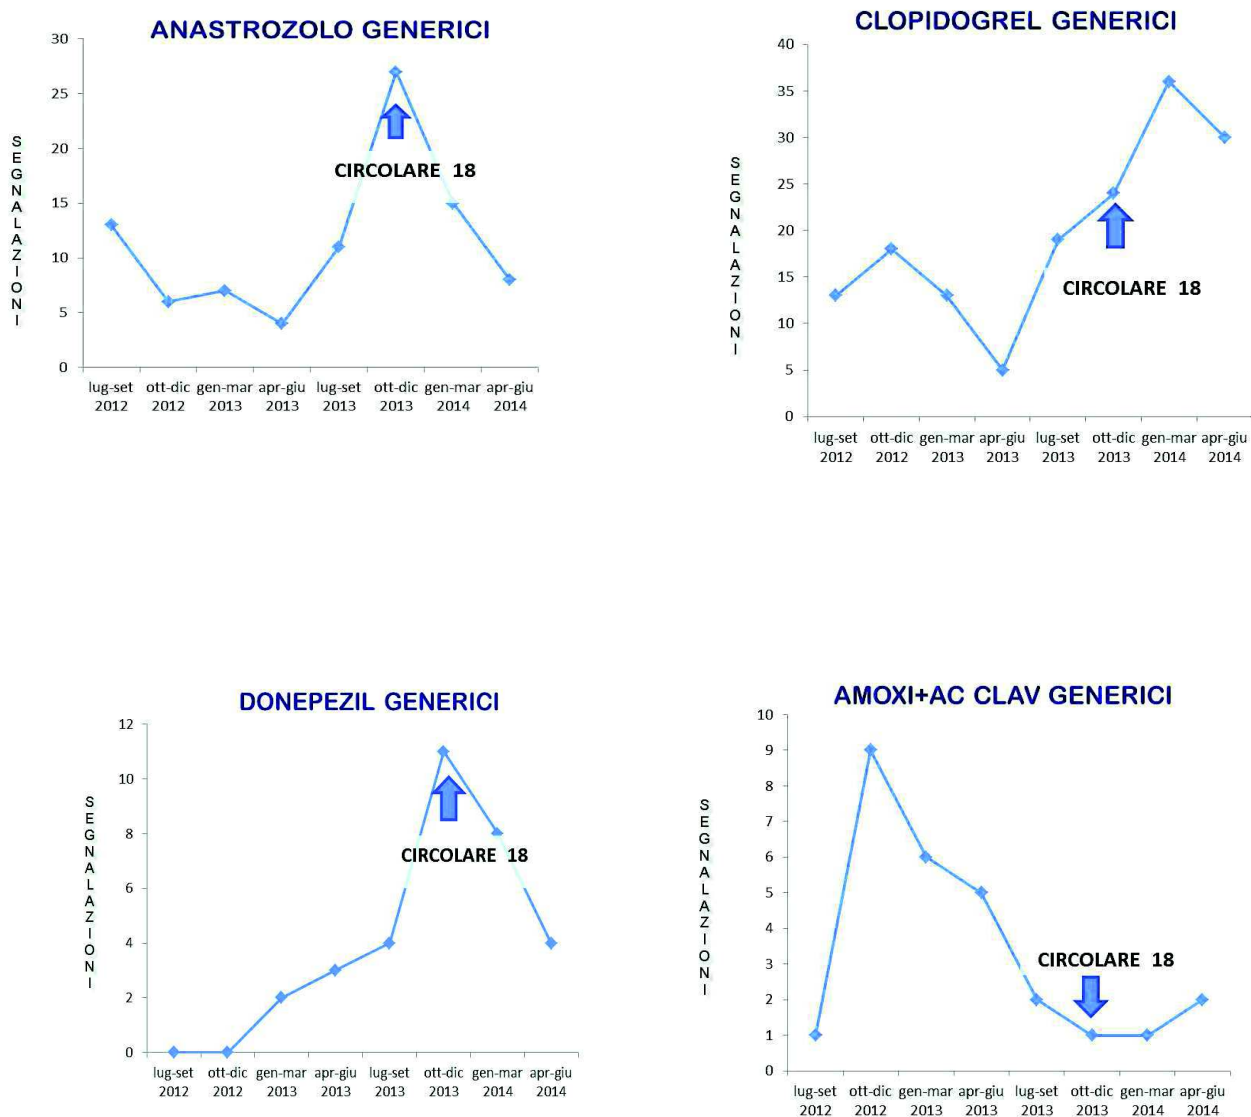 ANASTROZOLO GENERICI
SEGNALAZIONI
30
25
20
15
10
5
0
CIRCOLARE 18
lug-set ott-dic gen-mar apr-giu lug-set ott-dic gen-mar apr-giu
2012 2012 2013 2013 2013 2013 2014 2014
CLOPIDOGREL GENERICI
SEGNALAZIONI
40
35
30
25
20
15
10
5
0
CIRCOLARE 18
lug-set ott-dic gen-mar apr-giu lug-set ott-dic gen-mar apr-giu
2012 2012 2013 2013 2013 2013 2014 2014
DONEPEZIL GENERICI
SEGNALAZIONI
12
10
8
6
4
2
0
CIRCOLARE 18
lug-set ott-dic gen-mar apr-giu lug-set ott-dic gen-mar apr-giu
2012 2012 2013 2013 2013 2013 2014 2014
AMOXI+AC CLAV GENERICI
SEGNALAZIONI
10
9
8
7
6
5
4
3
2
1
0
CIRCOLARE 18
lug-set ott-dic gen-mar apr-giu lug-set ott-dic gen-mar apr-giu
2012 2012 2013 2013 2013 2013 2014 2014